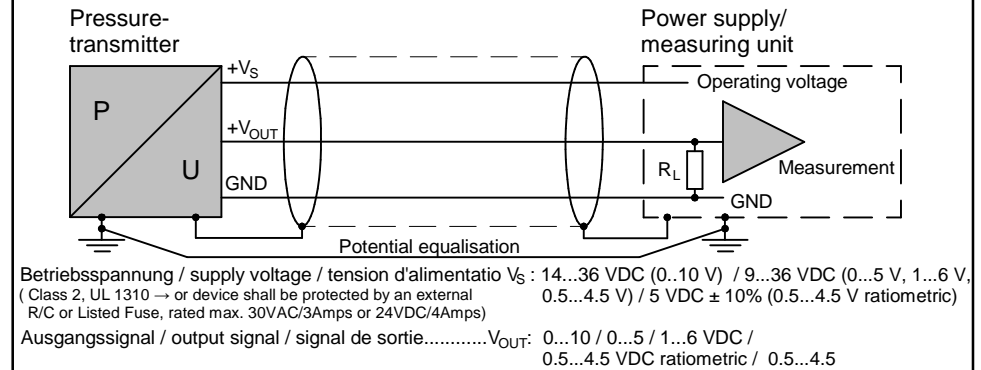 Pressure-
transmitter
Power supply/
measuring unit
+VS
Operating voltage
P
+VOUT
U
RL
Measurement
GND
GND
Potential equalisation
Betriebsspannung / supply voltage / tension d'alimentatio VS : 14...36 VDC (0..10 V) / 9...36 VDC (0...5 V, 1...6 V,
( Class 2, UL 1310 → or device shall be protected by an external 0.5...4.5 V) / 5 VDC ± 10% (0.5...4.5 V ratiometric)
R/C or Listed Fuse, rated max. 30VAC/3Amps or 24VDC/4Amps)
Ausgangssignal / output signal / signal de sortie............VOUT: 0...10 / 0...5 / 1...6 VDC /
0.5...4.5 VDC ratiometric / 0.5...4.5